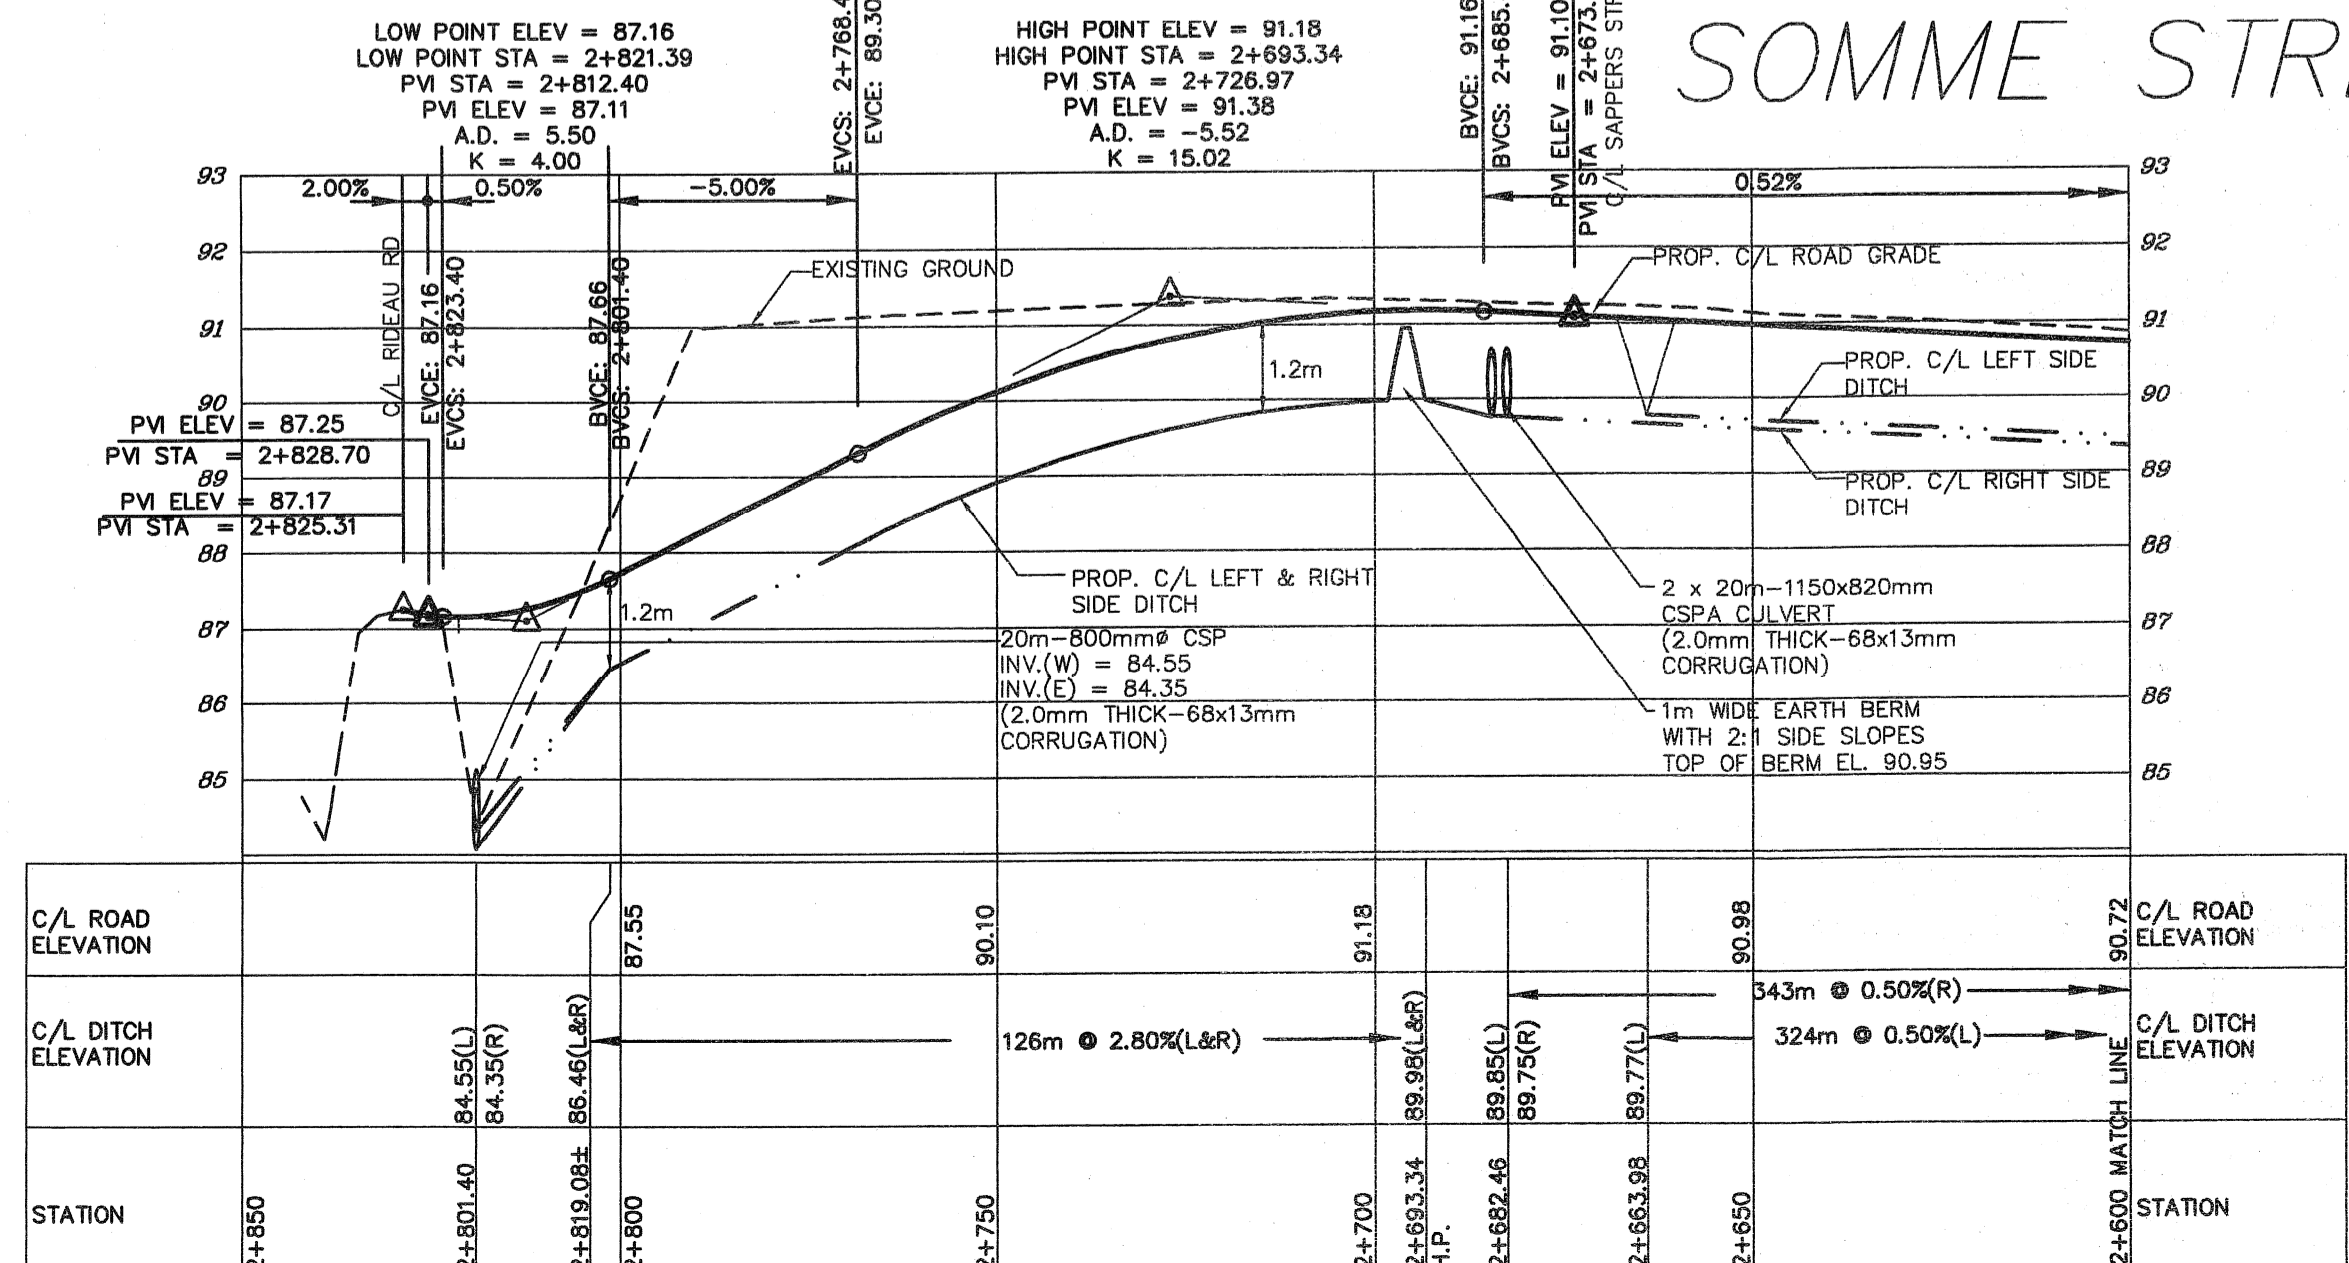 LOW POINT ELEV = 87.16
LOW POINT STA = 2+821.39
PVI STA = 2+812.40
PVI ELEV = 87.11
A.D. = 5.50
K = 4.00
EVCE: 89.30
HIGH POINT ELEV = 91.18
HIGH POINT STA = 2+693.34
PVI STA = 2+726.97
PVI ELEV = 91.38
A.D. = -5.52
K = 15.02
BVCE: 91.16
BVCS: 2+685.
PVI ELEV = 91.10
PVI STA = 2+673.
C/L SAPPERS
SOMME
93
2.00%
0.50%
-5.00%
0.52%
93
92
C/L RIDEAU RD
EVCE: 87.16
EVCS: 2+823.40
BVCE: 87.66
BVCS: 2+801.40
EVCS: 2+768.4
EXISTING GROUND
PROP. C/L ROAD GRADE
92
91
91
1.2m
PROP. C/L LEFT SIDE
DITCH
90
90
PVI ELEV = 87.25
PVI STA = 2+828.70
89
89
PROP. C/L RIGHT SIDE
DITCH
PVI ELEV = 87.17
PVI STA = 2+825.31
88
88
PROP. C/L LEFT & RIGHT
SIDE DITCH
2 x 20m-1150x820mm
CSPA CULVERT
(2.0mm THICK-68x13mm
CORRUGATION)
87
1.2m
87
20m-800mmø CSP
INV.(W) = 84.55
INV.(E) = 84.35
(2.0mm THICK-68x13mm
CORRUGATION)
86
86
1m WIDE EARTH BERM
WITH 2:1 SIDE SLOPES
TOP OF BERM EL. 90.95
85
85
C/L ROAD
ELEVATION
87.55
90.10
91.18
90.98
90.72
C/L ROAD
ELEVATION
C/L DITCH
ELEVATION
84.55(L)
84.35(R)
86.46(L&R)
126m @ 2.80%(L&R)
89.98(L&R)
89.85(L)
89.75(R)
89.77(L)
343m @ 0.50%(R)
324m @ 0.50%(L)
C/L DITCH
ELEVATION
STATION
2+850
2+801.40
2+819.08±
2+800
2+750
2+700
2+693.34
H.P.
2+682.46
2+663.98
2+650
2+600 MATCH LINE
STATION